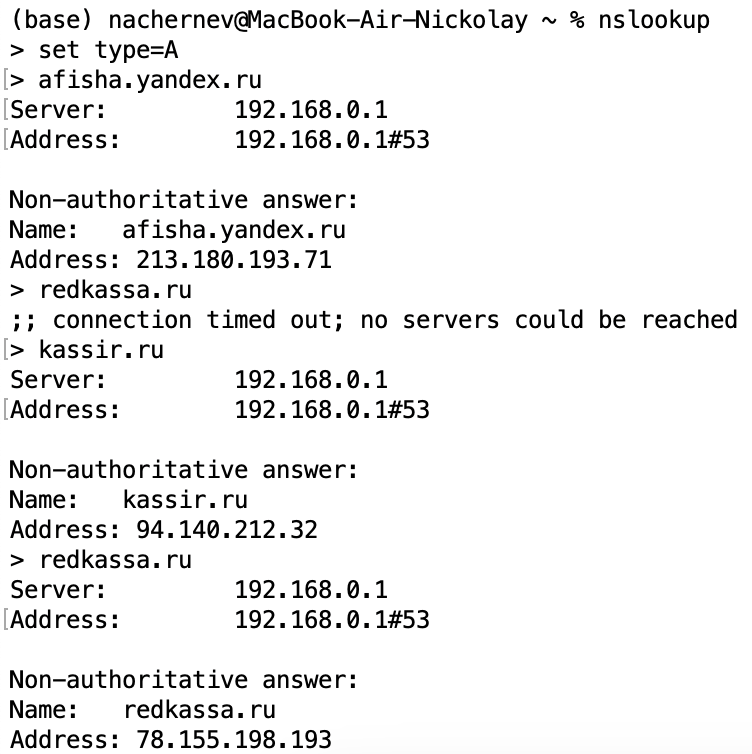 (base) nachernev@MacBook-Air-Nickolay ~ % nslookup
> set type=A
[> afisha.yandex.ru
[Server:         192.168.0.1
[Address:        192.168.0.1#53
Non-authoritative answer:
Name:   afisha.yandex.ru
Address: 213.180.193.71
> redkassa.ru
;; connection timed out; no servers could be reached
[> kassir.ru
Server:         192.168.0.1
[Address:        192.168.0.1#53
Non-authoritative answer:
Name:   kassir.ru
Address: 94.140.212.32
> redkassa.ru
Server:         192.168.0.1
[Address:        192.168.0.1#53
Non-authoritative answer:
Name:   redkassa.ru
Address: 78.155.198.193